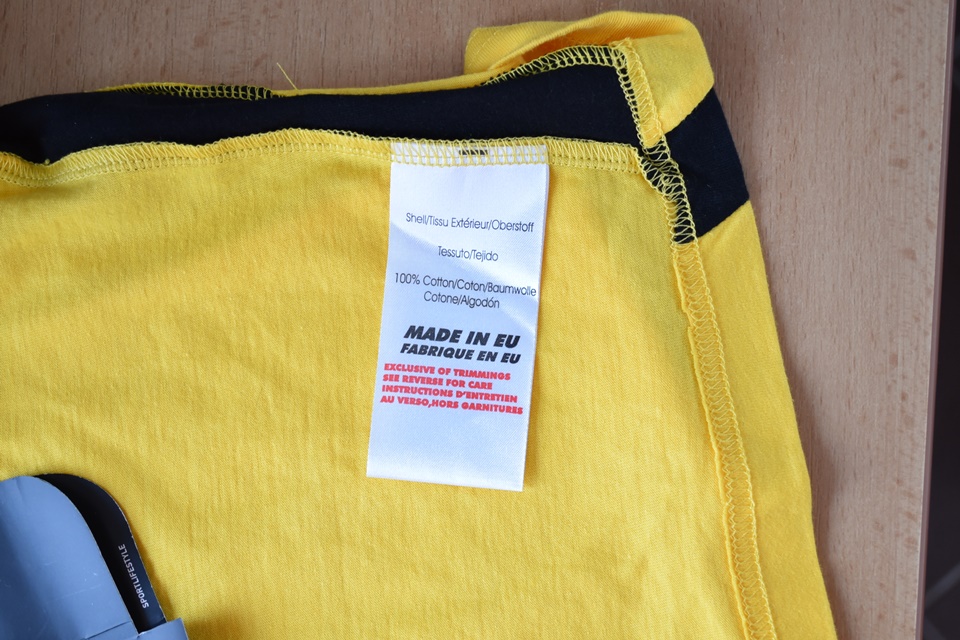 Shell/Tissu Extérieur/Oberstoff
Tessuto/Tejido
100% Cotton/Coton/Baumwolle
Cotone/Algodón
MADE IN EU
FABRIQUE EN EU
EXCLUSIVE OF TRIMMINGS
SEE REVERSE FOR CARE
INSTRUCTIONS D'ENTRETIEN
AU VERSO,HORS GARNITURES
SPORTLIFESTYLE